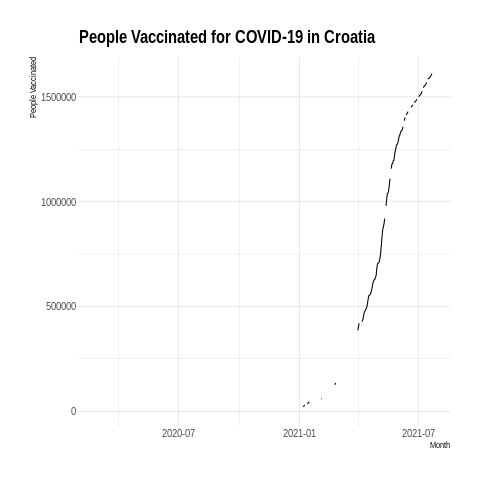 People Vaccinated for COVID-19 in Croatia
People Vaccinated
1500000
1000000
500000
0
2020-07
2021-01
2021-07
Month